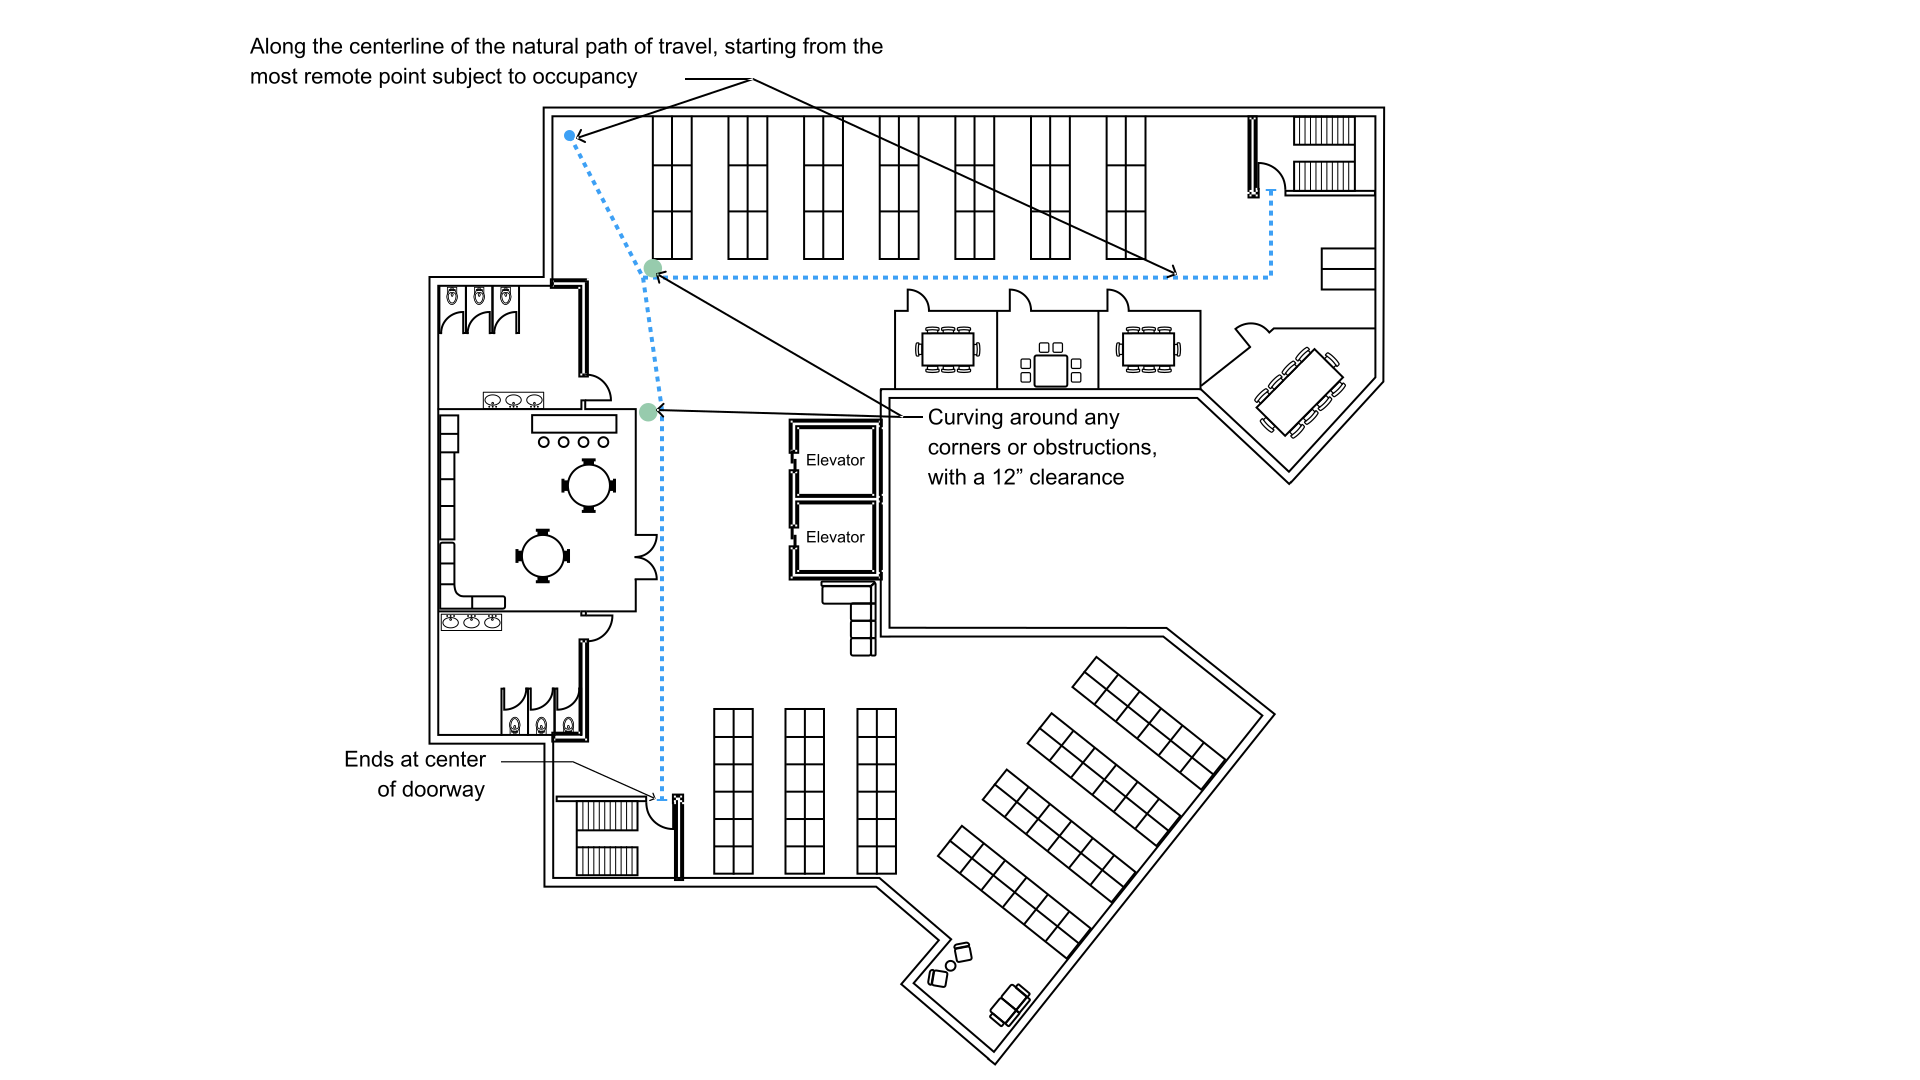 Along the centerline of the natural path of travel, starting from the
most remote point subject to occupancy
Curving around any
corners or obstructions,
with a 12” clearance
Elevator
Elevator
Ends at center
of doorway